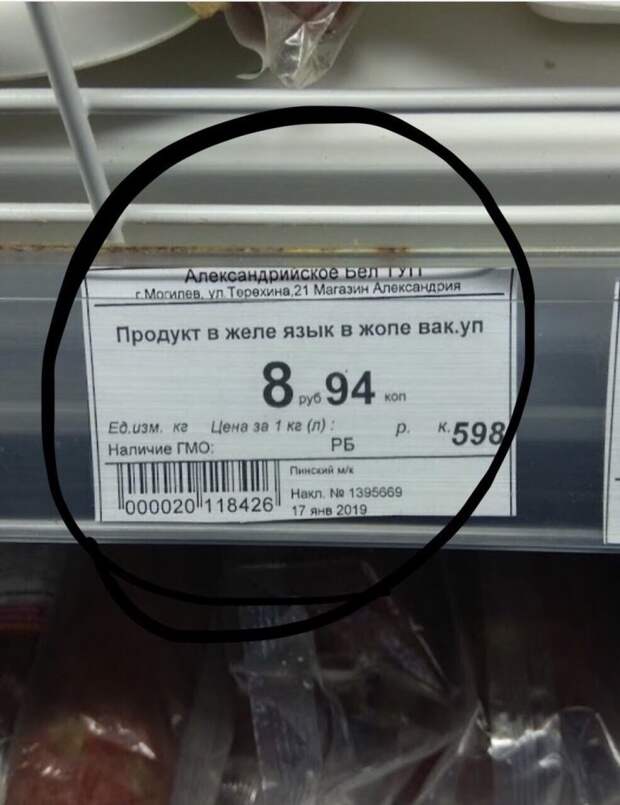 Александрийское Бел ТУП
г.Могилев, ул.Терехина,21 Магазин Александрия
Продукт в желе язык в жопе вак.уп
8 руб 94 коп
Ед.изм. кг Цена за 1 кг (л) : р. к. 598
Наличие ГМО: РБ
Пинский м/к
000020 118426 Накл. № 1395669
17 янв 2019